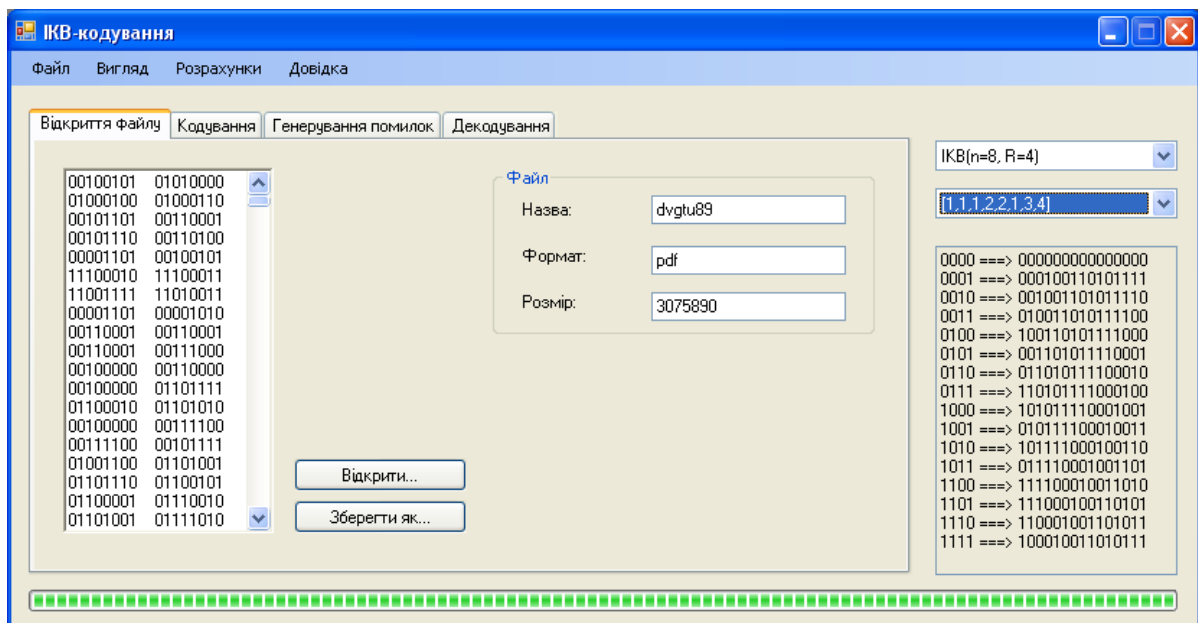 ІКВ-кодування
Файл Вигляд Розрахунки Довідка
Відкриття файлу Кодування Генерування помилок Декодування
00100101 01010000
01000100 01000110
00101101 00110001
00101110 00110100
00001101 00100101
11100010 11100011
11001111 11010011
00001101 00001010
00110001 00110001
00110001 00111000
00100000 00110000
00100000 01101111
01100010 01101010
00100000 00111100
00111100 00101111
01001100 01101001
01101110 01100101
01100001 01110010
01101001 01111010
Відкрити...
Зберегти як...
Файл
Назва: dvgtu89
Формат: pdf
Розмір: 3075890
ІКВ(n=8, R=4)
[1,1,1,2,2,1,3,4]
0000 ===> 000000000000000
0001 ===> 000100110101111
0010 ===> 001001101011110
0011 ===> 010011010111100
0100 ===> 100110101111000
0101 ===> 001101011110001
0110 ===> 011010111100010
0111 ===> 110101111000100
1000 ===> 101011110001001
1001 ===> 010111100010011
1010 ===> 101111000100110
1011 ===> 011110001001101
1100 ===> 111100010011010
1101 ===> 111000100110101
1110 ===> 110001001101011
1111 ===> 100010011010111